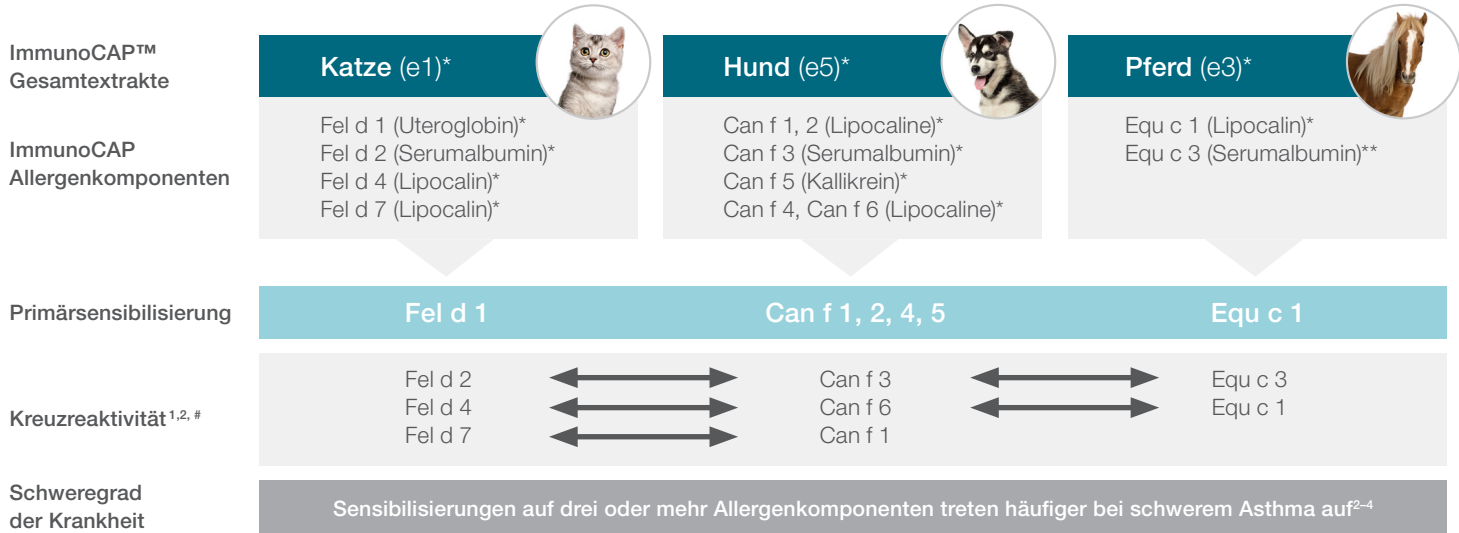 ImmunoCAP™
Gesamtextrakte
Katze (e1)*
Hund (e5)*
Pferd (e3)*
ImmunoCAP
Allergenkomponenten
Fel d 1 (Uteroglobin)*
Fel d 2 (Serumalbumin)*
Fel d 4 (Lipocalin)*
Fel d 7 (Lipocalin)*
Can f 1, 2 (Lipocaline)*
Can f 3 (Serumalbumin)*
Can f 5 (Kallikrein)*
Can f 4, Can f 6 (Lipocaline)*
Equ c 1 (Lipocalin)*
Equ c 3 (Serumalbumin)**
Primärsensibilisierung
Fel d 1
Can f 1, 2, 4, 5
Equ c 1
Kreuzreaktivität 1,2, #
Fel d 2
Can f 3
Equ c 3
Fel d 4
Can f 6
Equ c 1
Fel d 7
Can f 1
Schweregrad
der Krankheit
Sensibilisierungen auf drei oder mehr Allergenkomponenten treten häufiger bei schwerem Asthma auf2–4